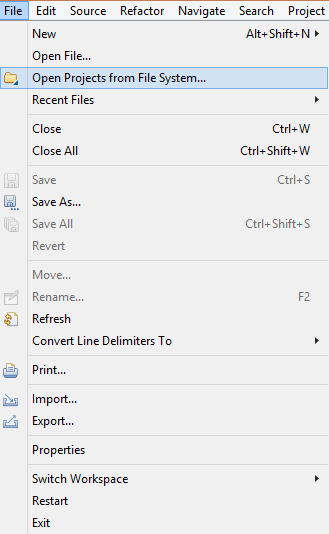 File Edit Source Refactor Navigate Search Project
New Alt+Shift+N
Open File...
Open Projects from File System...
Recent Files
Close Ctrl+W
Close All Ctrl+Shift+W
Save Ctrl+S
Save As...
Save All Ctrl+Shift+S
Revert
Move...
Rename... F2
Refresh
Convert Line Delimiters To
Print...
Import...
Export...
Properties
Switch Workspace
Restart
Exit